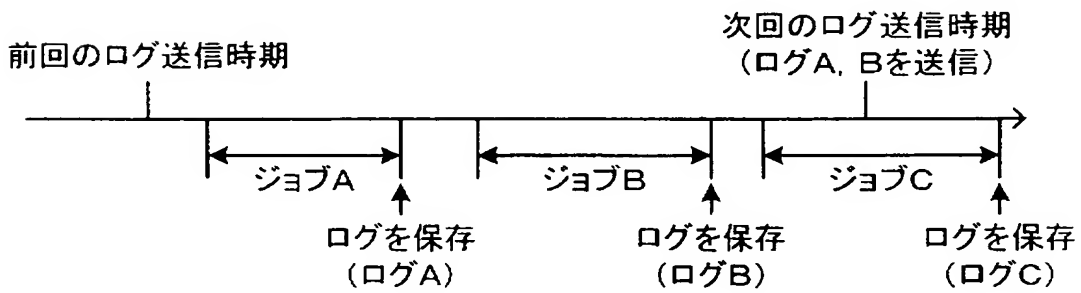 前回のログ送信時期
次回のログ送信時期
(ログA, Bを送信)
ジョブA
ジョブB
ジョブC
ログを保存
(ログA)
ログを保存
(ログB)
ログを保存
(ログC)